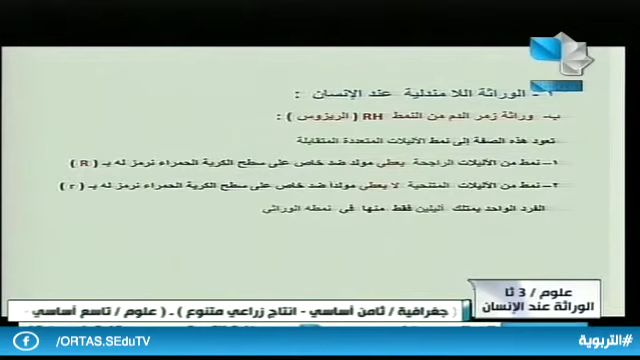 ٦- الوراثة اللا مندلية عند الإنسان :
ب- وراثة زمر الدم من النمط RH ( الريزوس ) :
تعود هذه الصفة إلى نمط الأليلات المتعددة المتقابلة
١- نمط من الأليلات الراجحة يعطي مولد ضد خاص على سطح الكرية الحمراء نرمز له بـ ( R )
٢- نمط من الأليلات المتنحية لا يعطي مولداً ضد خاص على سطح الكرية الحمراء نرمز له بـ ( r )
الفرد الواحد يمتلك أليلين فقط منها في نمطه الوراثي
علوم / 3 ثا
الوراثة عند الإنسان
( جغرافية / ثامن أساسي - انتاج زراعي متنوع ) ـ ( علوم / تاسع أساسي -
/ORTAS.SEduTV
#التربوية